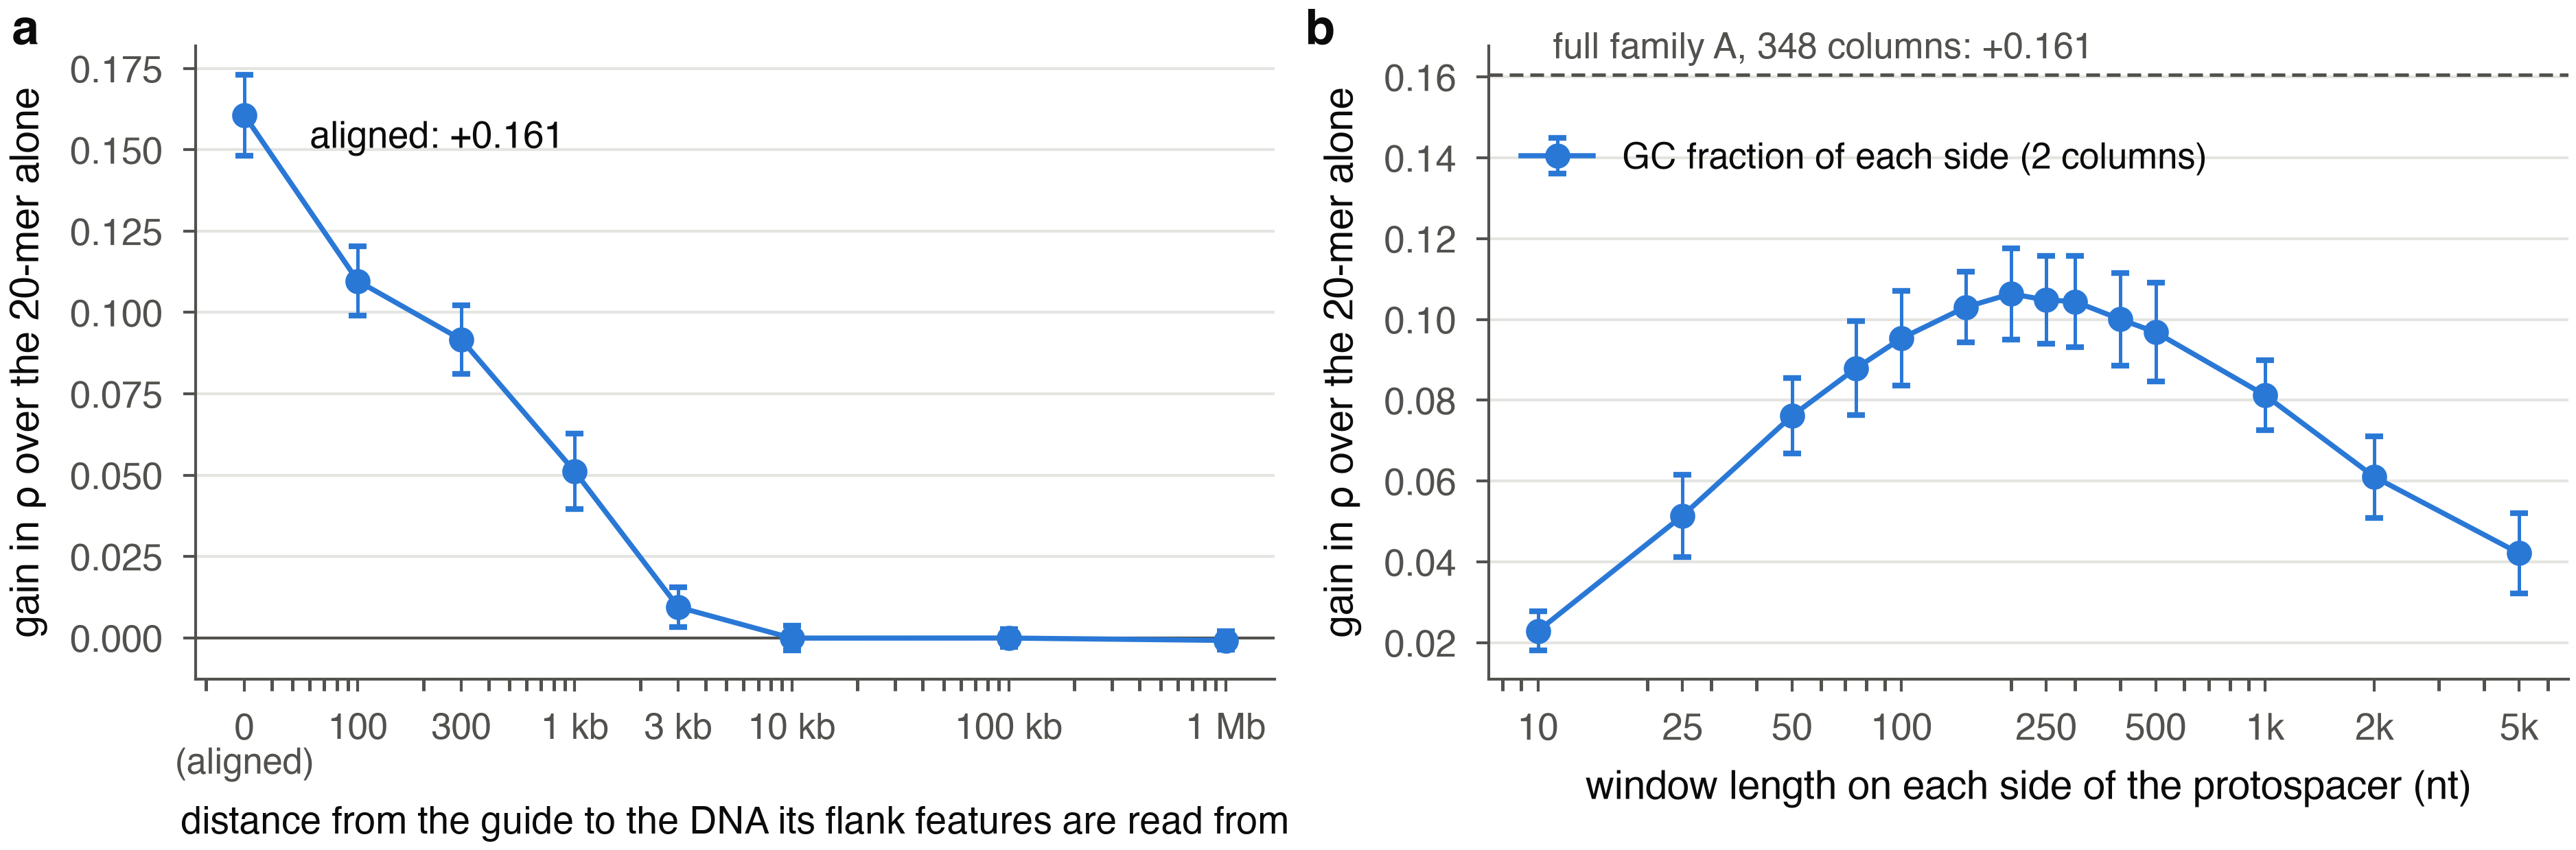 a
gain in ρ over the 20-mer alone
0.175
0.150
0.125
0.100
0.075
0.050
0.025
0.000
aligned: +0.161
0 100 300 1 kb 3 kb 10 kb 100 kb 1 Mb
(aligned)
distance from the guide to the DNA its flank features are read from
b
gain in ρ over the 20-mer alone
full family A, 348 columns: +0.161
0.16
0.14
0.12
0.10
0.08
0.06
0.04
0.02
GC fraction of each side (2 columns)
10 25 50 100 250 500 1k 2k 5k
window length on each side of the protospacer (nt)